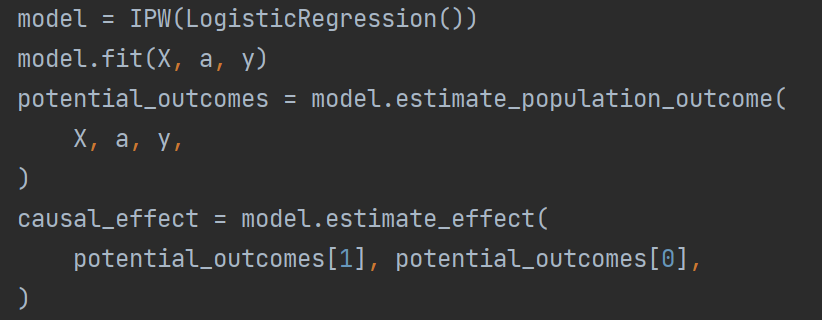 model = IPW(LogisticRegression())
model.fit(X, a, y)
potential_outcomes = model.estimate_population_outcome(
    X, a, y,
)
causal_effect = model.estimate_effect(
    potential_outcomes[1], potential_outcomes[0],
)